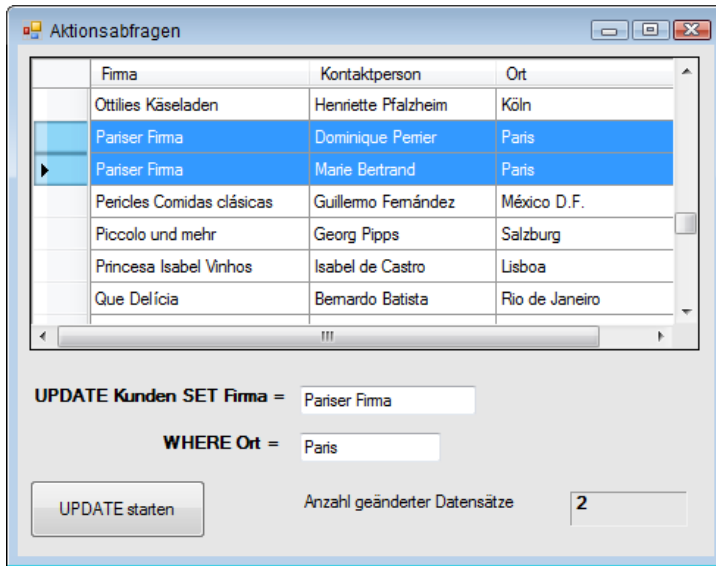 Aktionsabfragen
Firma Kontaktperson Ort
Ottilies Käseladen Henriette Pfalzheim Köln
Pariser Firma Dominique Perrier Paris
Pariser Firma Marie Bertrand Paris
Pericles Comidas clásicas Guillermo Fernández México D.F.
Piccolo und mehr Georg Pipps Salzburg
Princesa Isabel Vinhos Isabel de Castro Lisboa
Que Delícia Bernardo Batista Rio de Janeiro
UPDATE Kunden SET Firma = Pariser Firma
WHERE Ort = Paris
UPDATE starten Anzahl geänderter Datensätze 2